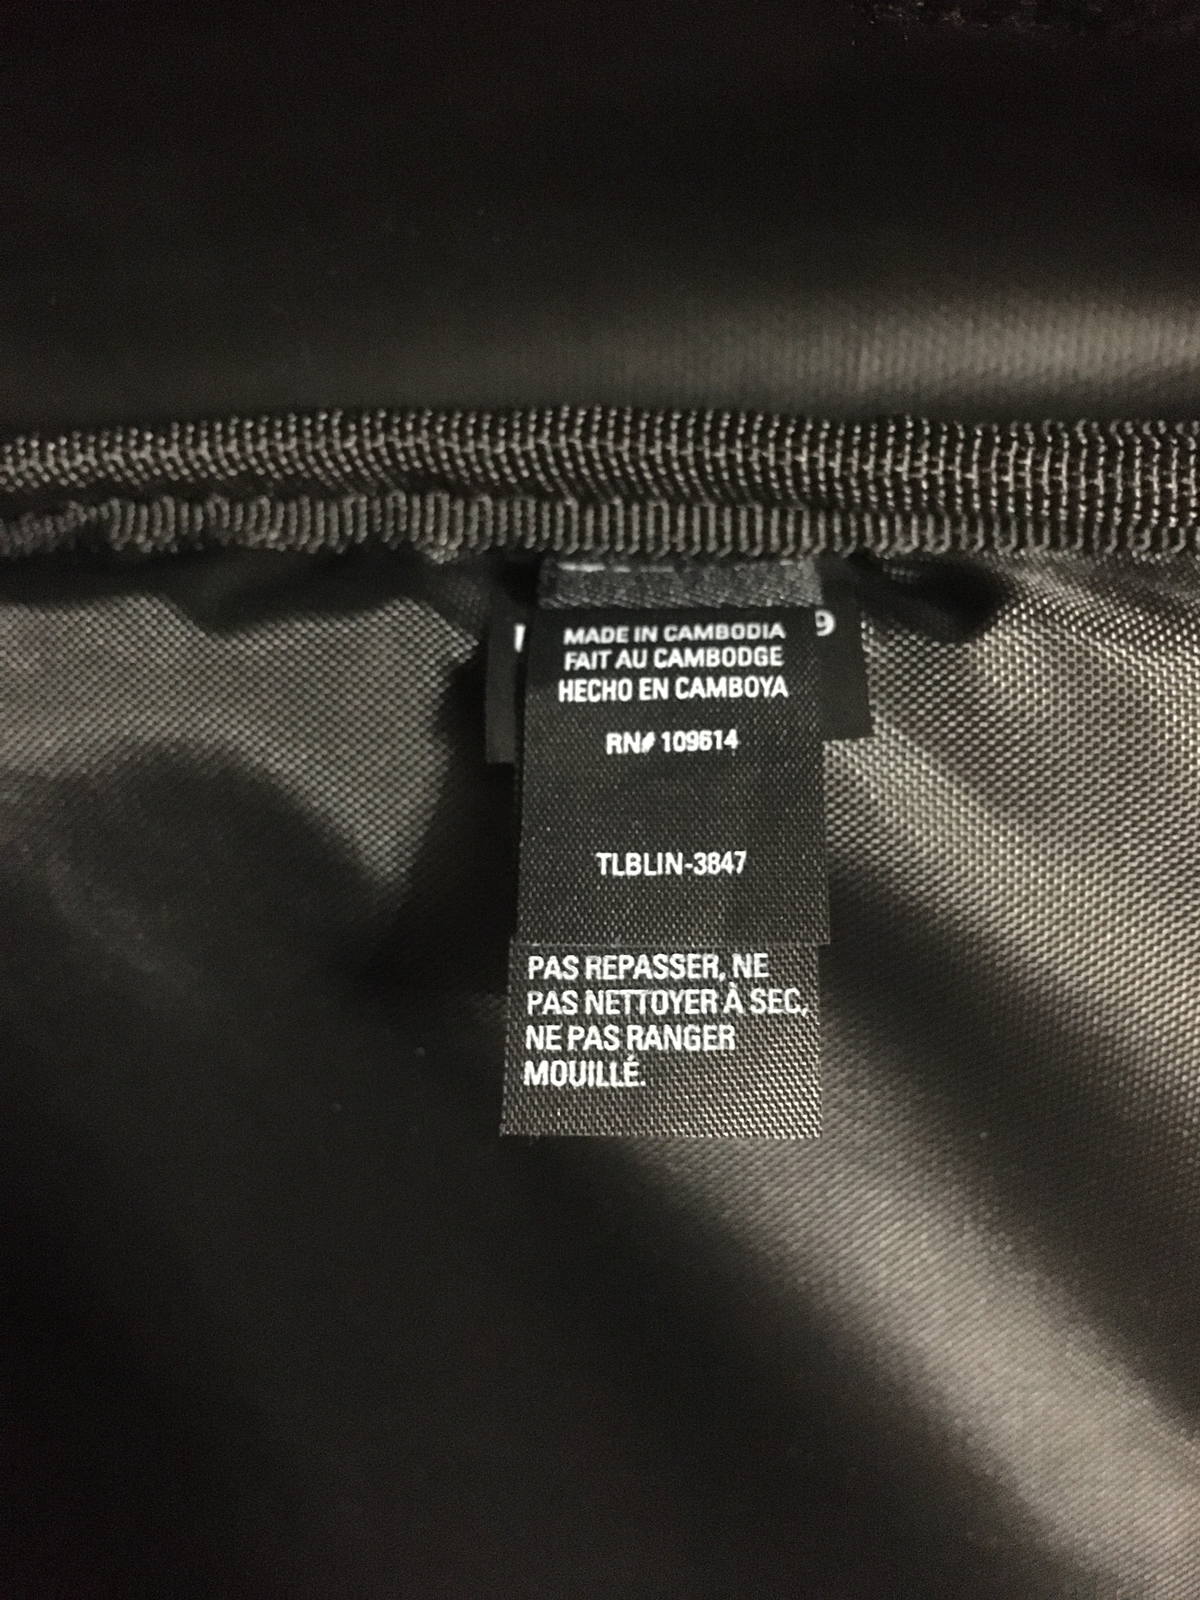 MADE IN CAMBODIA
FAIT AU CAMBODGE
HECHO EN CAMBOYA
RN# 109614
TLBLIN-3847
PAS REPASSER, NE
PAS NETTOYER À SEC,
NE PAS RANGER
MOUILLÉ.